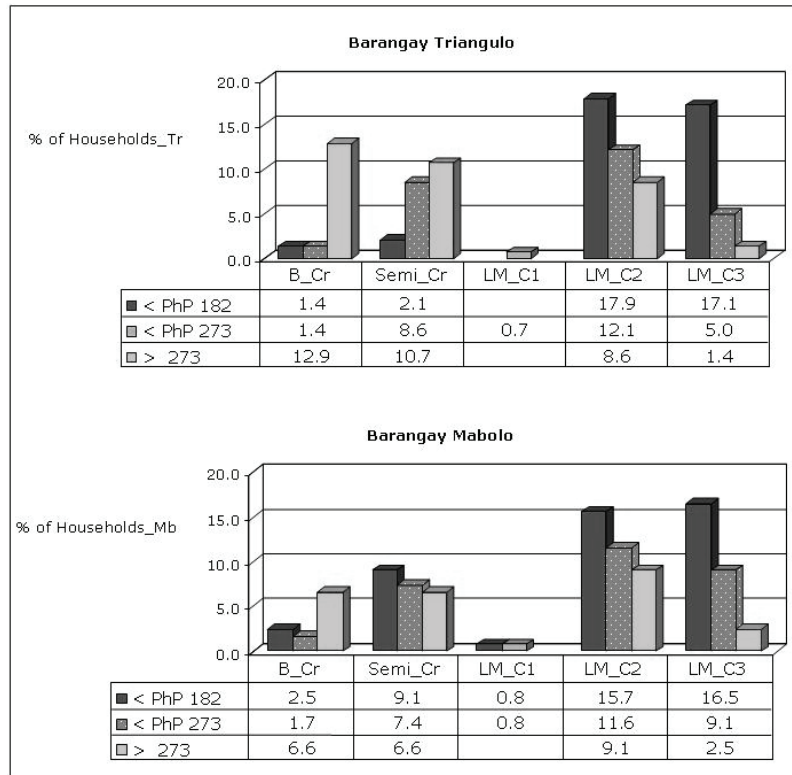 Barangay Triangulo
% of Households_Tr
20.0
15.0
10.0
5.0
0.0
B_Cr Semi_Cr LM_C1 LM_C2 LM_C3
< PhP 182 1.4 2.1 17.9 17.1
< PhP 273 1.4 8.6 0.7 12.1 5.0
> 273 12.9 10.7 8.6 1.4
Barangay Mabolo
% of Households_Mb
20.0
15.0
10.0
5.0
0.0
B_Cr Semi_Cr LM_C1 LM_C2 LM_C3
< PhP 182 2.5 9.1 0.8 15.7 16.5
< PhP 273 1.7 7.4 0.8 11.6 9.1
> 273 6.6 6.6 9.1 2.5